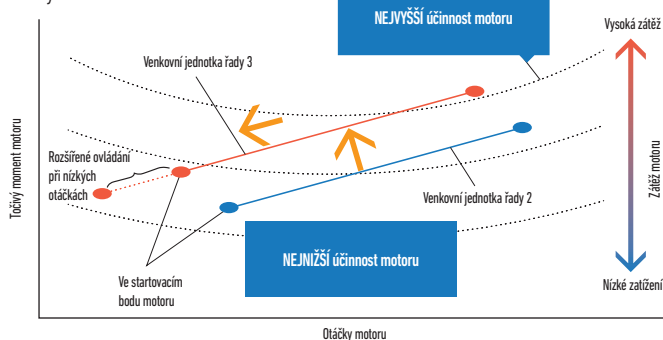 NEJVYŠŠÍ účinnost motoru
Vysoká zátěž
Venkovní jednotka řady 3
Rozšířené ovládání
při nízkých
otáčkách
Točivý moment motoru
Zátěž motoru
Venkovní jednotka řady 2
NEJNIŽŠÍ účinnost motoru
Ve startovacím
bodu motoru
Nízké zatížení
Otáčky motoru